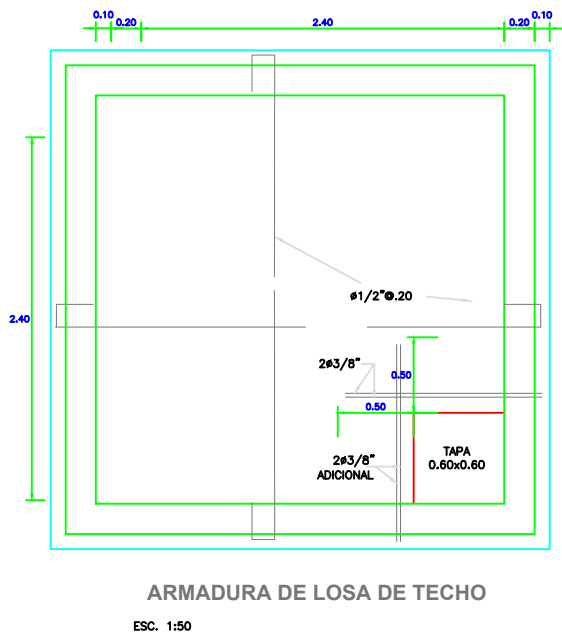 0.10
0.20
2.40
0.20
0.10
2.40
ø1/2"@.20
2ø3/8"
0.50
0.50
TAPA
0.60x0.60
2ø3/8"
ADICIONAL
ARMADURA DE LOSA DE TECHO
ESC. 1:50